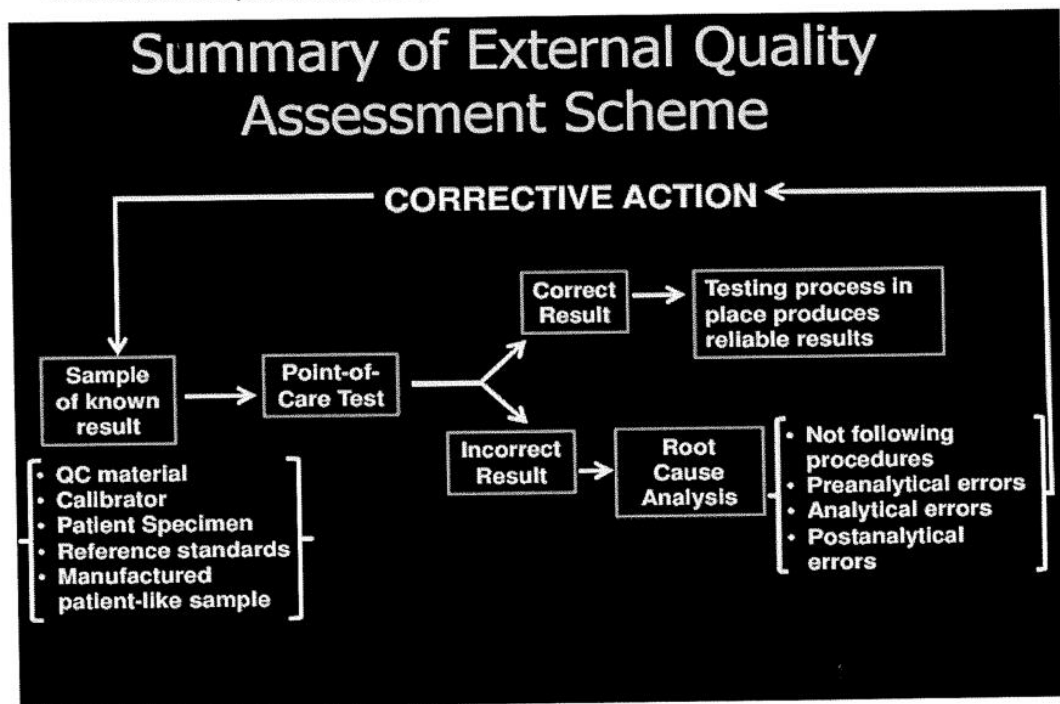 Summary of External Quality
Assessment Scheme
CORRECTIVE ACTION
Correct
Result
Testing process in
place produces
reliable results
Sample
of known
result
Point-of-
Care Test
Incorrect
Result
Root
Cause
Analysis
• Not following
procedures
• Preanalytical errors
• Analytical errors
• Postanalytical
errors
• QC material
• Calibrator
• Patient Specimen
• Reference standards
• Manufactured
patient-like sample